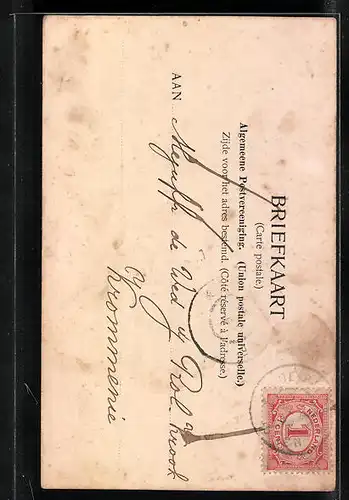 BRIEFKAART
(Carte postale.)
Algemeene Postvereeniging. (Union postale universelle.)
Zijde voor het adres bestemd. (Côté réservé à l'adresse.)
AAN Mejuff de Wed
Krommenie
NEDERLAND
1
CENT